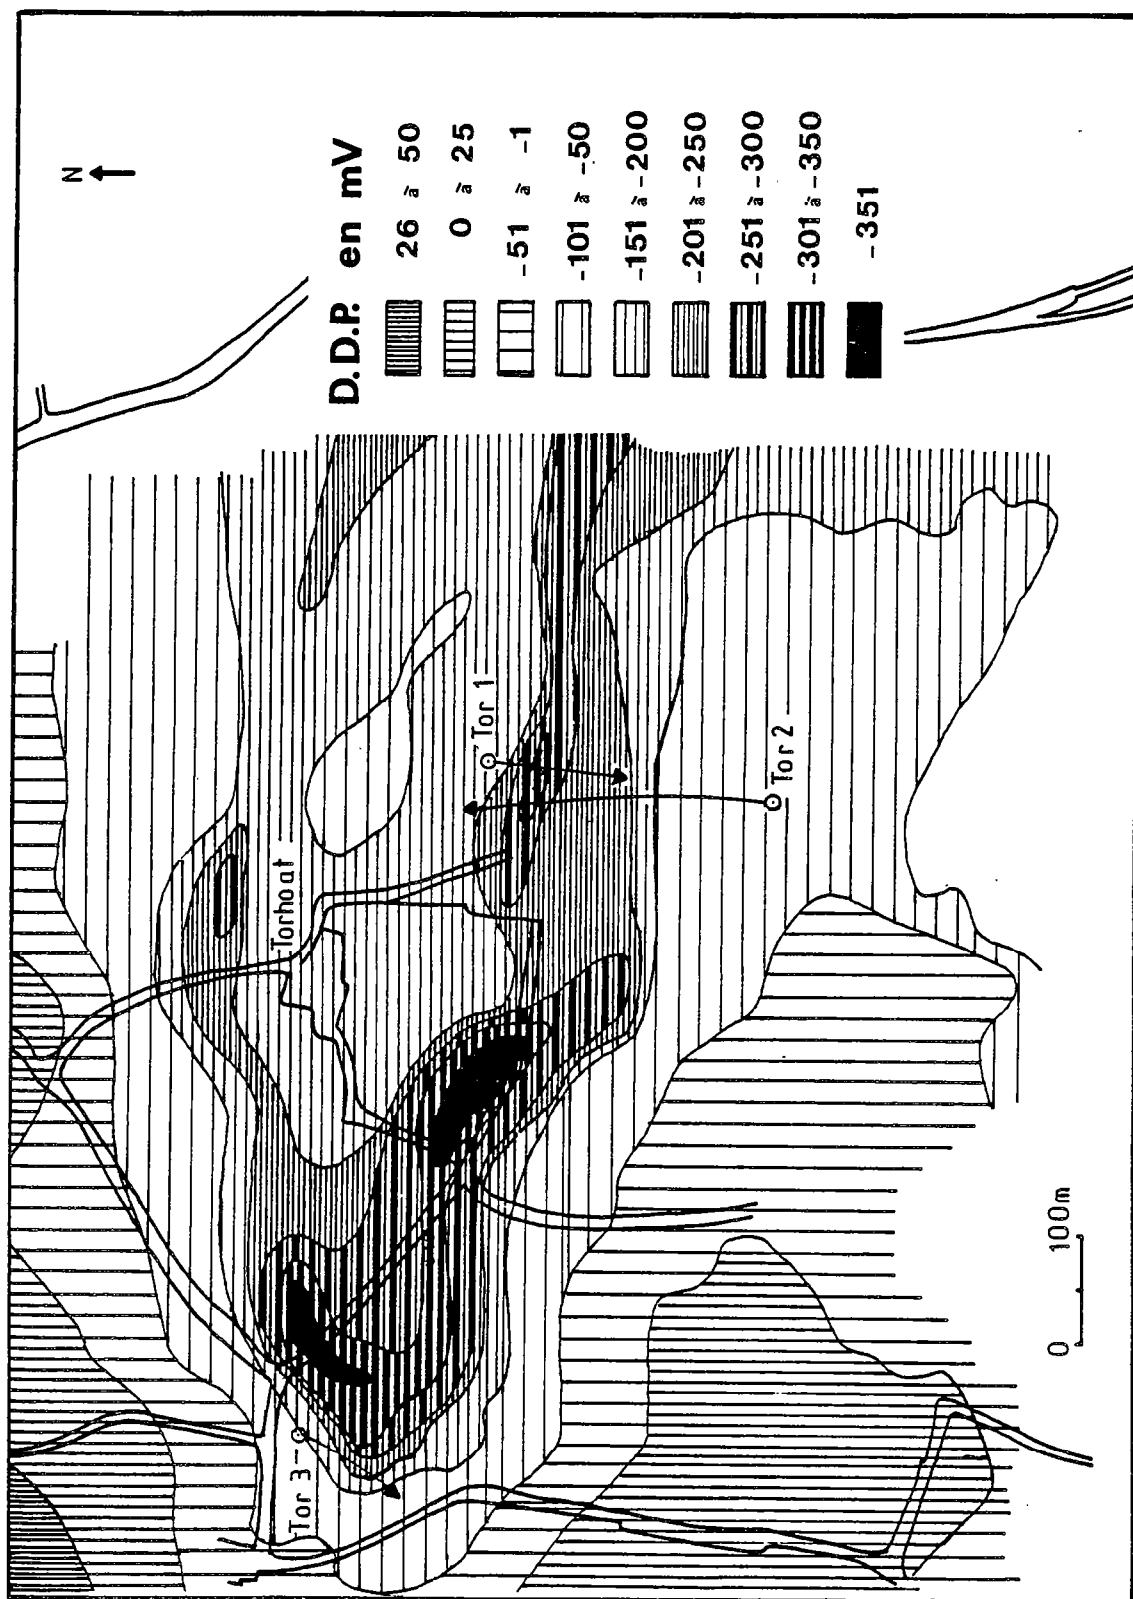 N
D.D.P. en mV
26 à 50
0 à 25
-51 à -1
-101 à -50
-151 à -200
-201 à -250
-251 à -300
-301 à -350
-351
Torhoat
Tor 1
Tor 2
Tor 3
0 100m